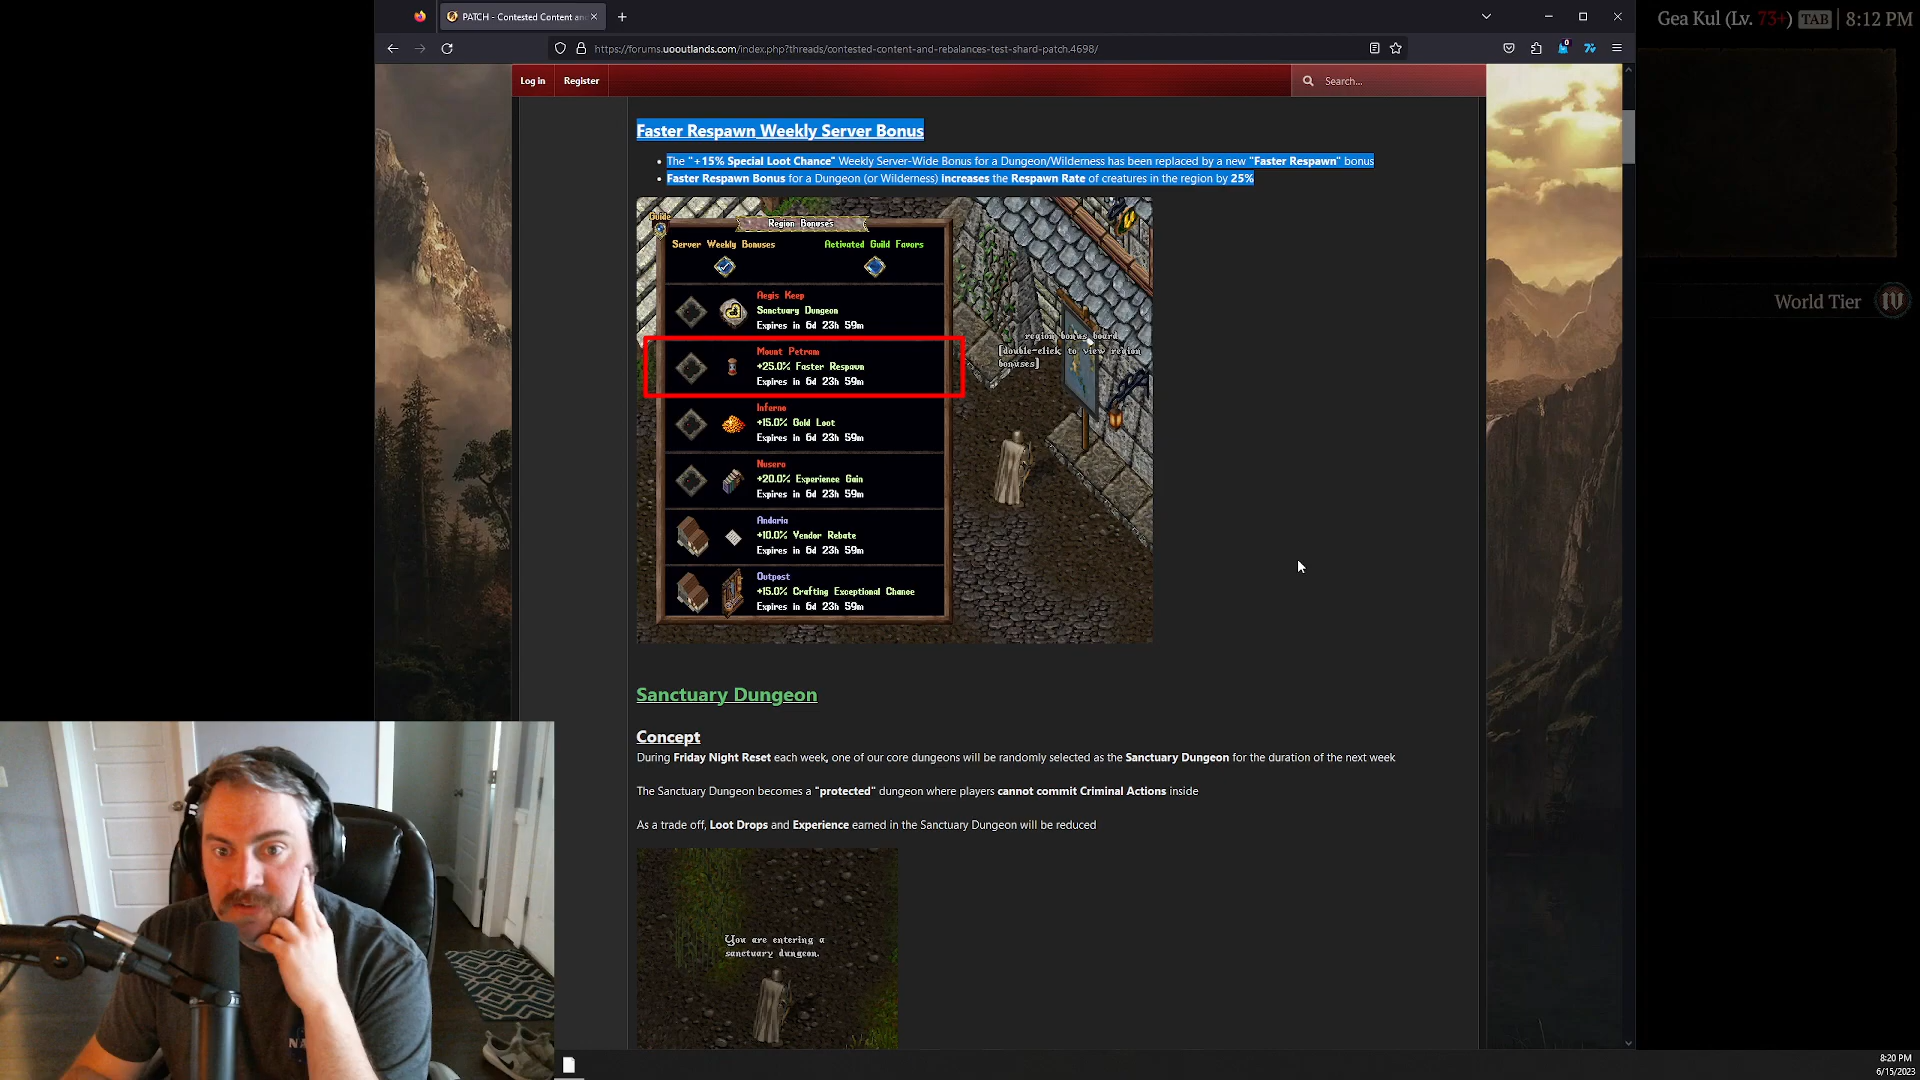 PATCH - Contested Content an
Gea Kul (Lv. 73+) TAB | 8:12 PM
https://forums.uooutlands.com/index.php?threads/contested-content-and-rebalances-test-shard-patch.4698/
Log in
Register
Search...
Faster Respawn Weekly Server Bonus
The "+15% Special Loot Chance" Weekly Server-Wide Bonus for a Dungeon/Wilderness has been replaced by a new "Faster Respawn" bonus
Faster Respawn Bonus for a Dungeon (or Wilderness) increases the Respawn Rate of creatures in the region by 25%
Guide
Region Bonuses
Server Weekly Bonuses
Activated Guild Favors
Aegis Keep
Sanctuary Dungeon
Expires in 6d 23h 59m
Mount Petram
+25.0% Faster Respawn
Expires in 6d 23h 59m
Inferno
+15.0% Gold Loot
Expires in 6d 23h 59m
Nusero
+20.0% Experience Gain
Expires in 6d 23h 59m
Andaria
+10.0% Vendor Rebate
Expires in 6d 23h 59m
Outpost
+15.0% Crafting Exceptional Chance
Expires in 6d 23h 59m
region bonus board
[double-click to view region
bonuses]
World Tier IV
Sanctuary Dungeon
Concept
During Friday Night Reset each week, one of our core dungeons will be randomly selected as the Sanctuary Dungeon for the duration of the next week
The Sanctuary Dungeon becomes a "protected" dungeon where players cannot commit Criminal Actions inside
As a trade off, Loot Drops and Experience earned in the Sanctuary Dungeon will be reduced
You are entering a
sanctuary dungeon.
8:20 PM
6/15/2023